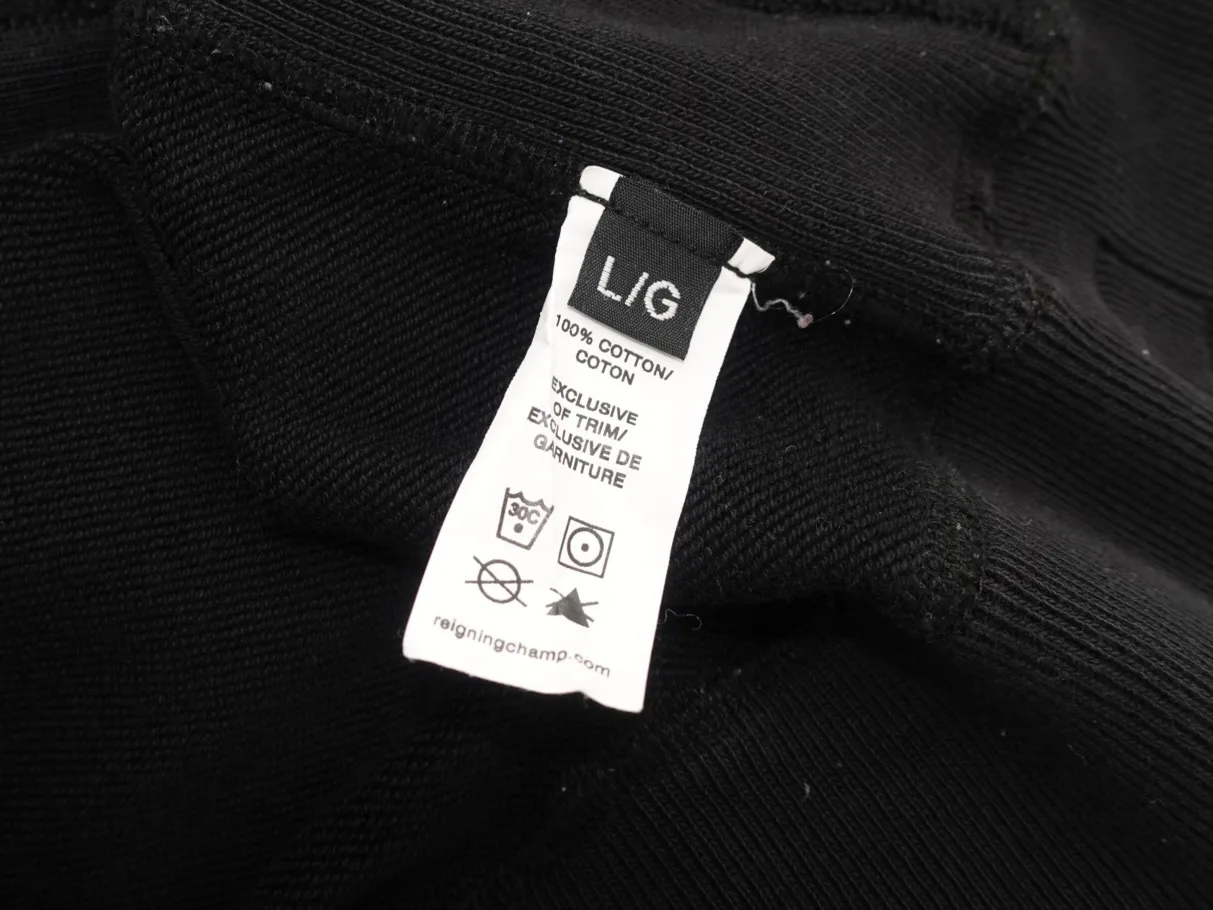 L/G
100% COTTON/
COTON
EXCLUSIVE
OF TRIM/
EXCLUSIVE DE
GARNITURE
30C
reigningchamp.com